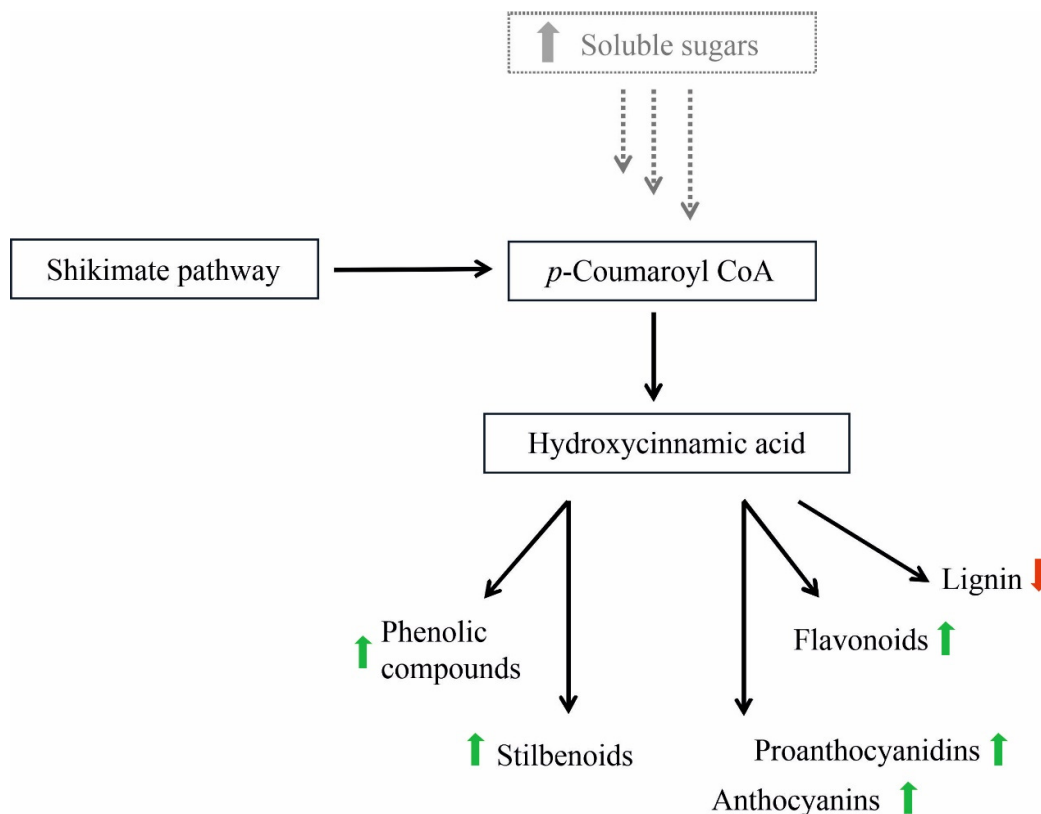 Soluble sugars
Shikimate pathway
p-Coumaroyl CoA
Hydroxycinnamic acid
Lignin
Phenolic
compounds
Flavonoids
Stilbenoids
Proanthocyanidins
Anthocyanins